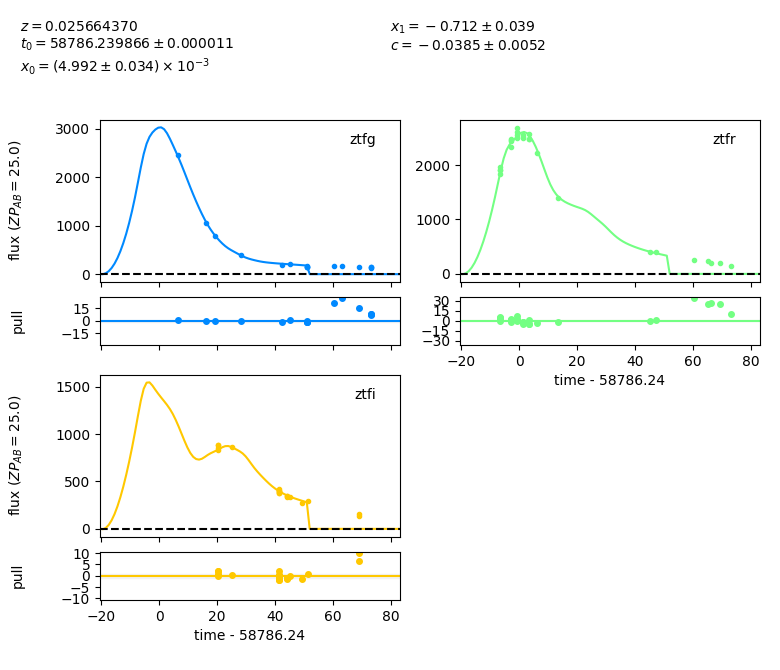 z = 0.025664370
t₀ = 58786.239866 ± 0.000011
x₀ = (4.992 ± 0.034) × 10⁻³
x₁ = −0.712 ± 0.039
c = −0.0385 ± 0.0052
flux (ZP_AB = 25.0)
3000
2000
1000
0
ztfg
2000
1000
0
ztfr
pull
15
0
−15
30
15
0
−15
−30
−20 0 20 40 60 80
time - 58786.24
flux (ZP_AB = 25.0)
1500
1000
500
0
ztfi
pull
10
5
0
−5
−10
−20 0 20 40 60 80
time - 58786.24